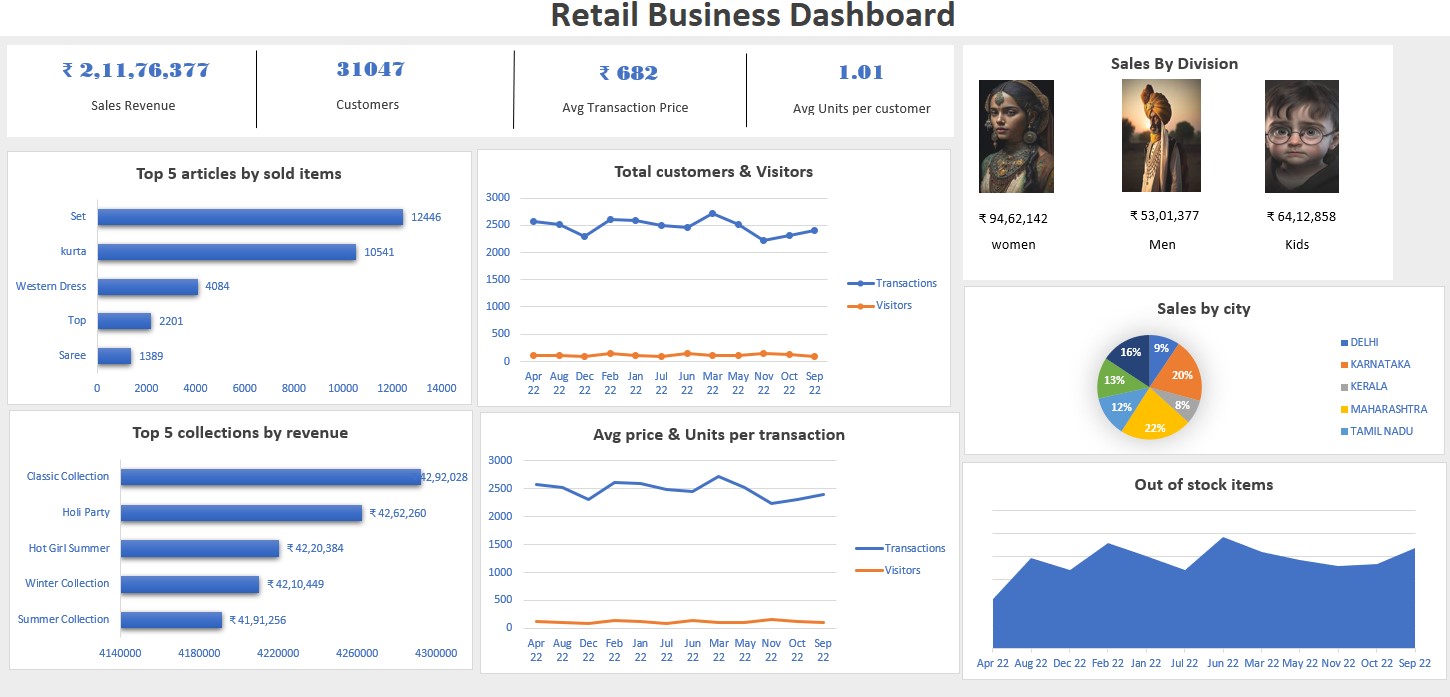 Retail Business Dashboard
₹ 2,11,76,377
Sales Revenue
31047
Customers
₹ 682
Avg Transaction Price
1.01
Avg Units per customer
Sales By Division
₹ 94,62,142
women
₹ 53,01,377
Men
₹ 64,12,858
Kids
Top 5 articles by sold items
Set 12446
kurta 10541
Western Dress 4084
Top 2201
Saree 1389
0 2000 4000 6000 8000 10000 12000 14000
Total customers & Visitors
3000
2500
2000
1500
1000
500
0
Apr 22 Aug 22 Dec 22 Feb 22 Jan 22 Jul 22 Jun 22 Mar 22 May 22 Nov 22 Oct 22 Sep 22
Transactions
Visitors
Sales by city
9%
20%
8%
22%
12%
13%
16%
DELHI
KARNATAKA
KERALA
MAHARASHTRA
TAMIL NADU
Top 5 collections by revenue
Classic Collection 42,92,028
Holi Party ₹ 42,62,260
Hot Girl Summer ₹ 42,20,384
Winter Collection ₹ 42,10,449
Summer Collection ₹ 41,91,256
4140000 4180000 4220000 4260000 4300000
Avg price & Units per transaction
3000
2500
2000
1500
1000
500
0
Apr 22 Aug 22 Dec 22 Feb 22 Jan 22 Jul 22 Jun 22 Mar 22 May 22 Nov 22 Oct 22 Sep 22
Transactions
Visitors
Out of stock items
Apr 22 Aug 22 Dec 22 Feb 22 Jan 22 Jul 22 Jun 22 Mar 22 May 22 Nov 22 Oct 22 Sep 22